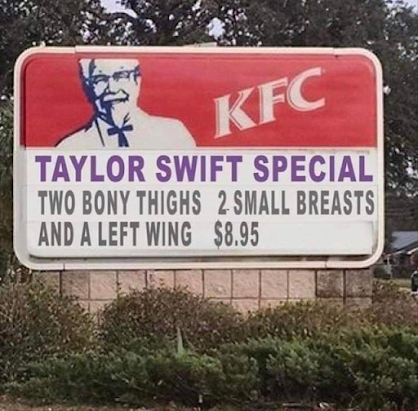 KFC
TAYLOR SWIFT SPECIAL
TWO BONY THIGHS 2 SMALL BREASTS
AND A LEFT WING $8.95